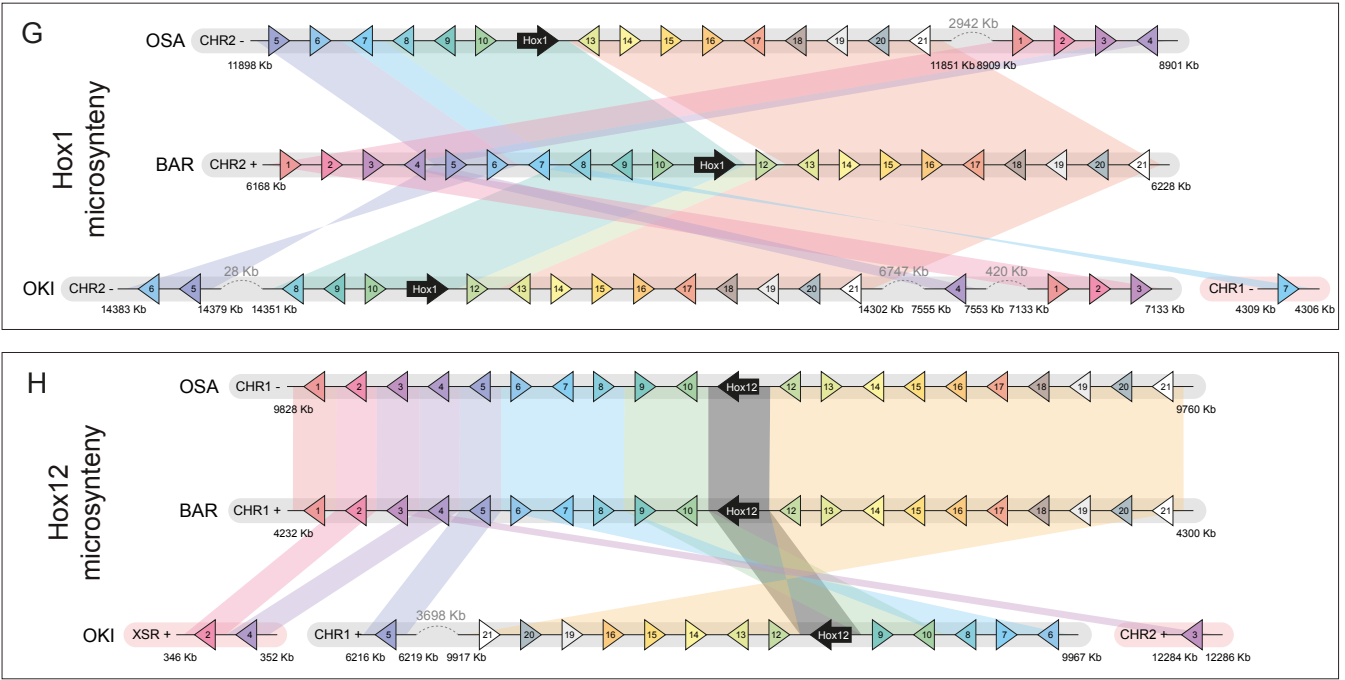 G
Hox1 microsynteny
2942 Kb
OSA CHR2 - 5 6 7 8 9 10 Hox1 13 14 15 16 17 18 19 20 21 1 2 3 4
11898 Kb 11851 Kb 8909 Kb 8901 Kb
BAR CHR2 + 1 2 3 4 5 6 7 8 9 10 Hox1 12 13 14 15 16 17 18 19 20 21
6168 Kb 6228 Kb
28 Kb 6747 Kb 420 Kb
OKI CHR2 - 6 5 8 9 10 Hox1 12 13 14 15 16 17 18 19 20 21 4 1 2 3 CHR1 - 7
14383 Kb 14379 Kb 14351 Kb 14302 Kb 7555 Kb 7553 Kb 7133 Kb 7133 Kb 4309 Kb 4306 Kb
H
Hox12 microsynteny
OSA CHR1 - 1 2 3 4 5 6 7 8 9 10 Hox12 12 13 14 15 16 17 18 19 20 21
9828 Kb 9760 Kb
BAR CHR1 + 1 2 3 4 5 6 7 8 9 10 Hox12 12 13 14 15 16 17 18 19 20 21
4232 Kb 4300 Kb
3698 Kb
OKI XSR + 2 4 CHR1 + 5 21 20 19 16 15 14 13 12 Hox12 9 10 8 7 6 CHR2 + 3
346 Kb 352 Kb 6216 Kb 6219 Kb 9917 Kb 9967 Kb 12284 Kb 12286 Kb